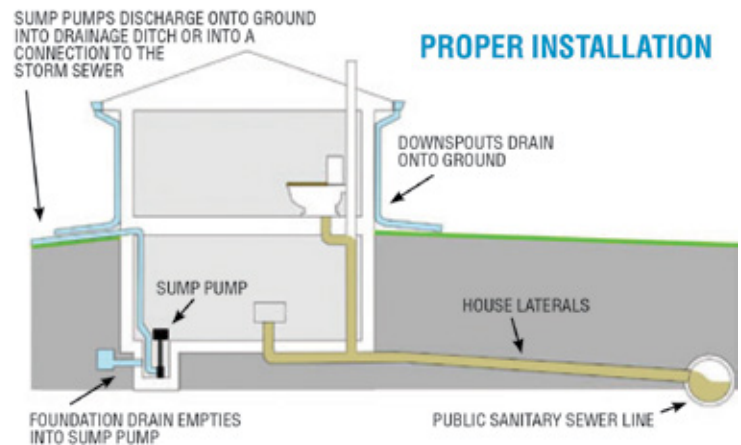 SUMP PUMPS DISCHARGE ONTO GROUND
INTO DRAINAGE DITCH OR INTO A
CONNECTION TO THE
STORM SEWER
PROPER INSTALLATION
DOWNSPOUTS DRAIN
ONTO GROUND
SUMP PUMP
HOUSE LATERALS
FOUNDATION DRAIN EMPTIES
INTO SUMP PUMP
PUBLIC SANITARY SEWER LINE